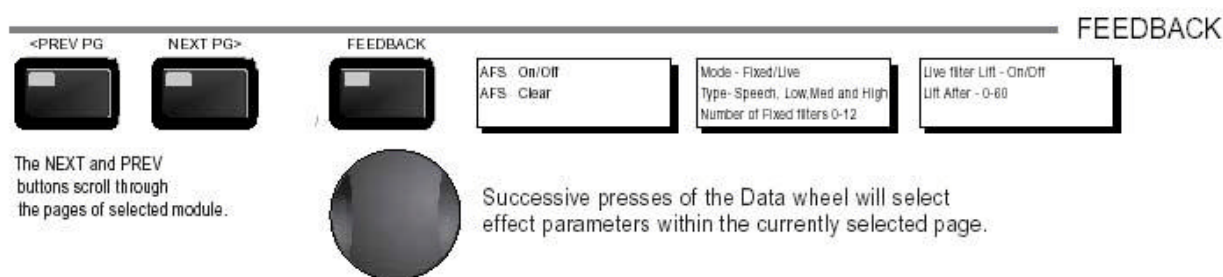 FEEDBACK
<PREV PG
NEXT PG>
FEEDBACK
AFS On/Off
AFS Clear
Mode - Fixed/Live
Type- Speech, Low,Med and High
Number of Fixed filters 0-12
Live filter Lift - On/Off
Lift After - 0-60
The NEXT and PREV
buttons scroll through
the pages of selected module.
Successive presses of the Data wheel will select
effect parameters within the currently selected page.